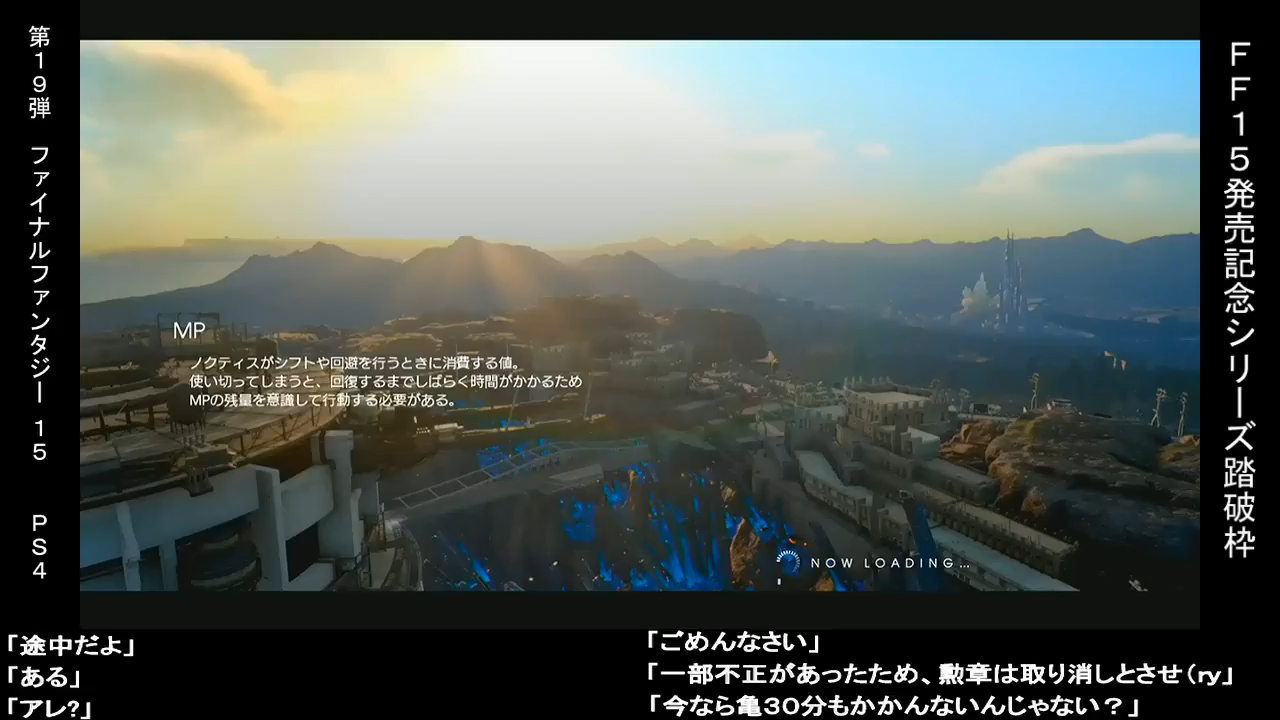 第19弾　ファイナルファンタジー　15　　PS4
FF15発売記念シリーズ踏破枠
MP
ノクティスがシフトや回避を行うときに消費する値。
使い切ってしまうと、回復するまでしばらく時間がかかるため
MPの残量を意識して行動する必要がある。
NOW LOADING...
「途中だよ」
「ある」
「アレ?」
「ごめんなさい」
「一部不正があったため、勲章は取り消しとさせ（ry」
「今なら亀30分もかかんないんじゃない？」